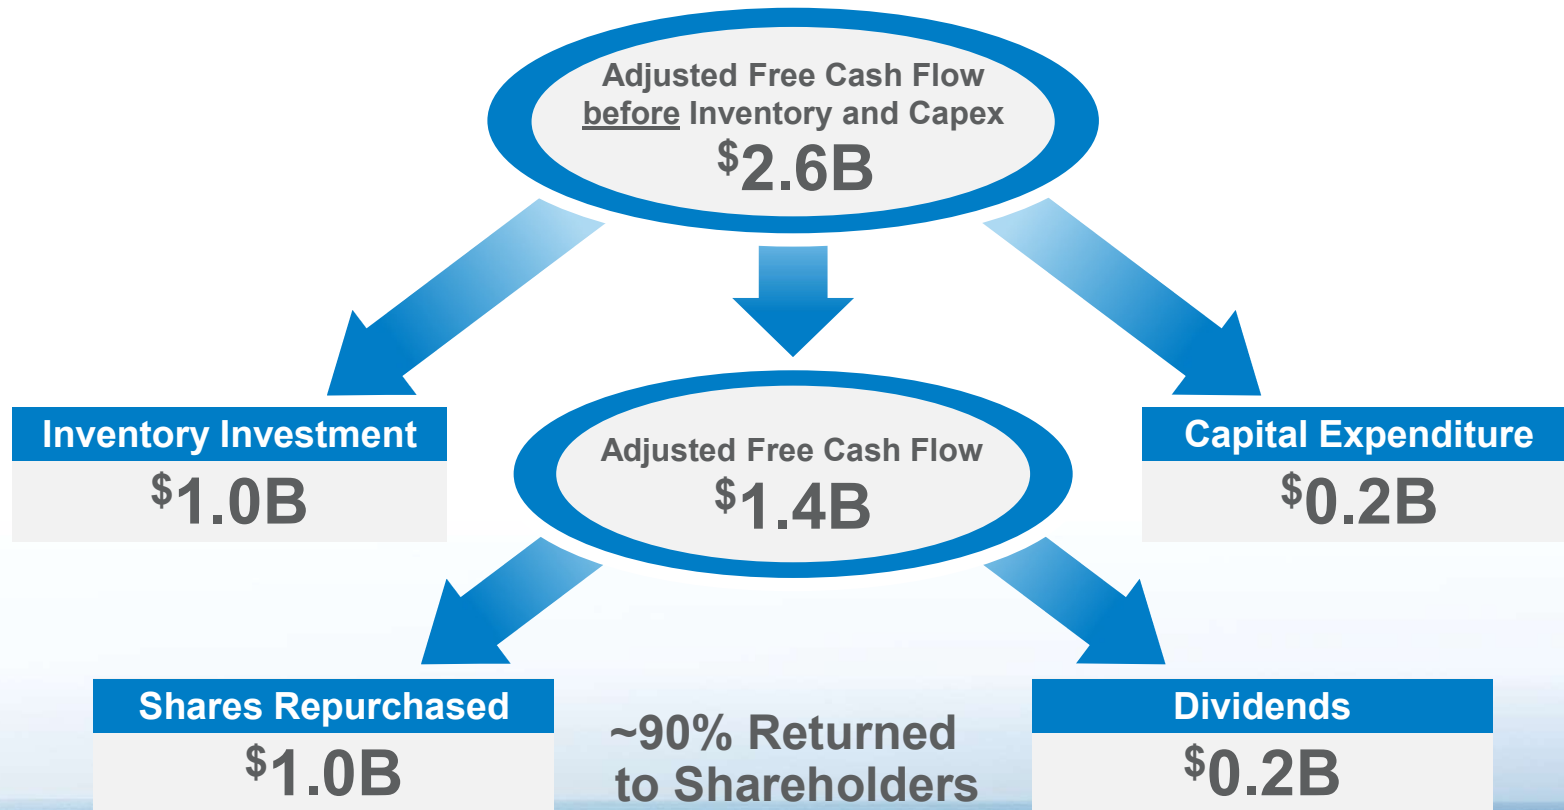 Adjusted Free Cash Flow
before Inventory and Capex
$2.6B
Inventory Investment
$1.0B
Adjusted Free Cash Flow
$1.4B
Capital Expenditure
$0.2B
Shares Repurchased
$1.0B
~90% Returned
to Shareholders
Dividends
$0.2B